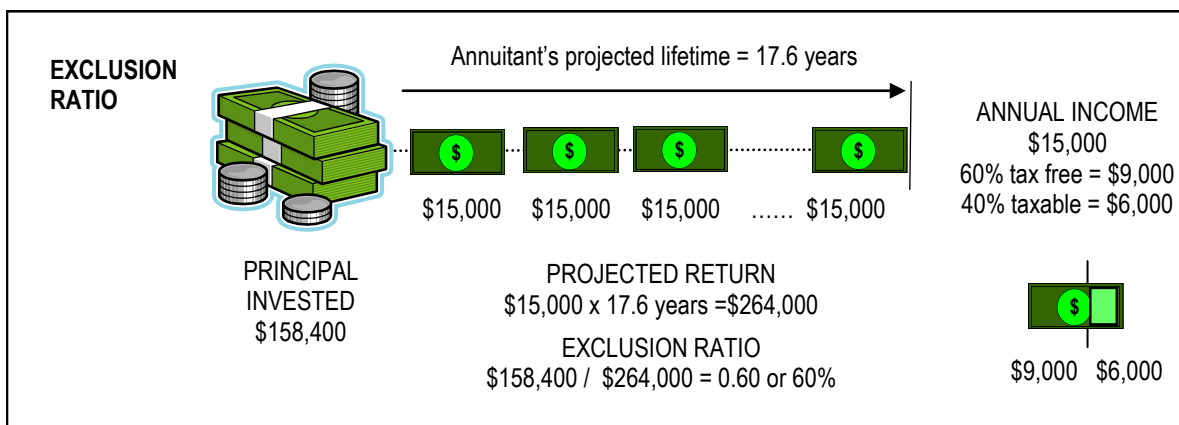 EXCLUSION
RATIO
Annuitant's projected lifetime = 17.6 years
$ $ $ $
$15,000 $15,000 $15,000 …… $15,000
PRINCIPAL
INVESTED
$158,400
PROJECTED RETURN
$15,000 x 17.6 years =$264,000
EXCLUSION RATIO
$158,400 / $264,000 = 0.60 or 60%
ANNUAL INCOME
$15,000
60% tax free = $9,000
40% taxable = $6,000
$
$9,000 $6,000